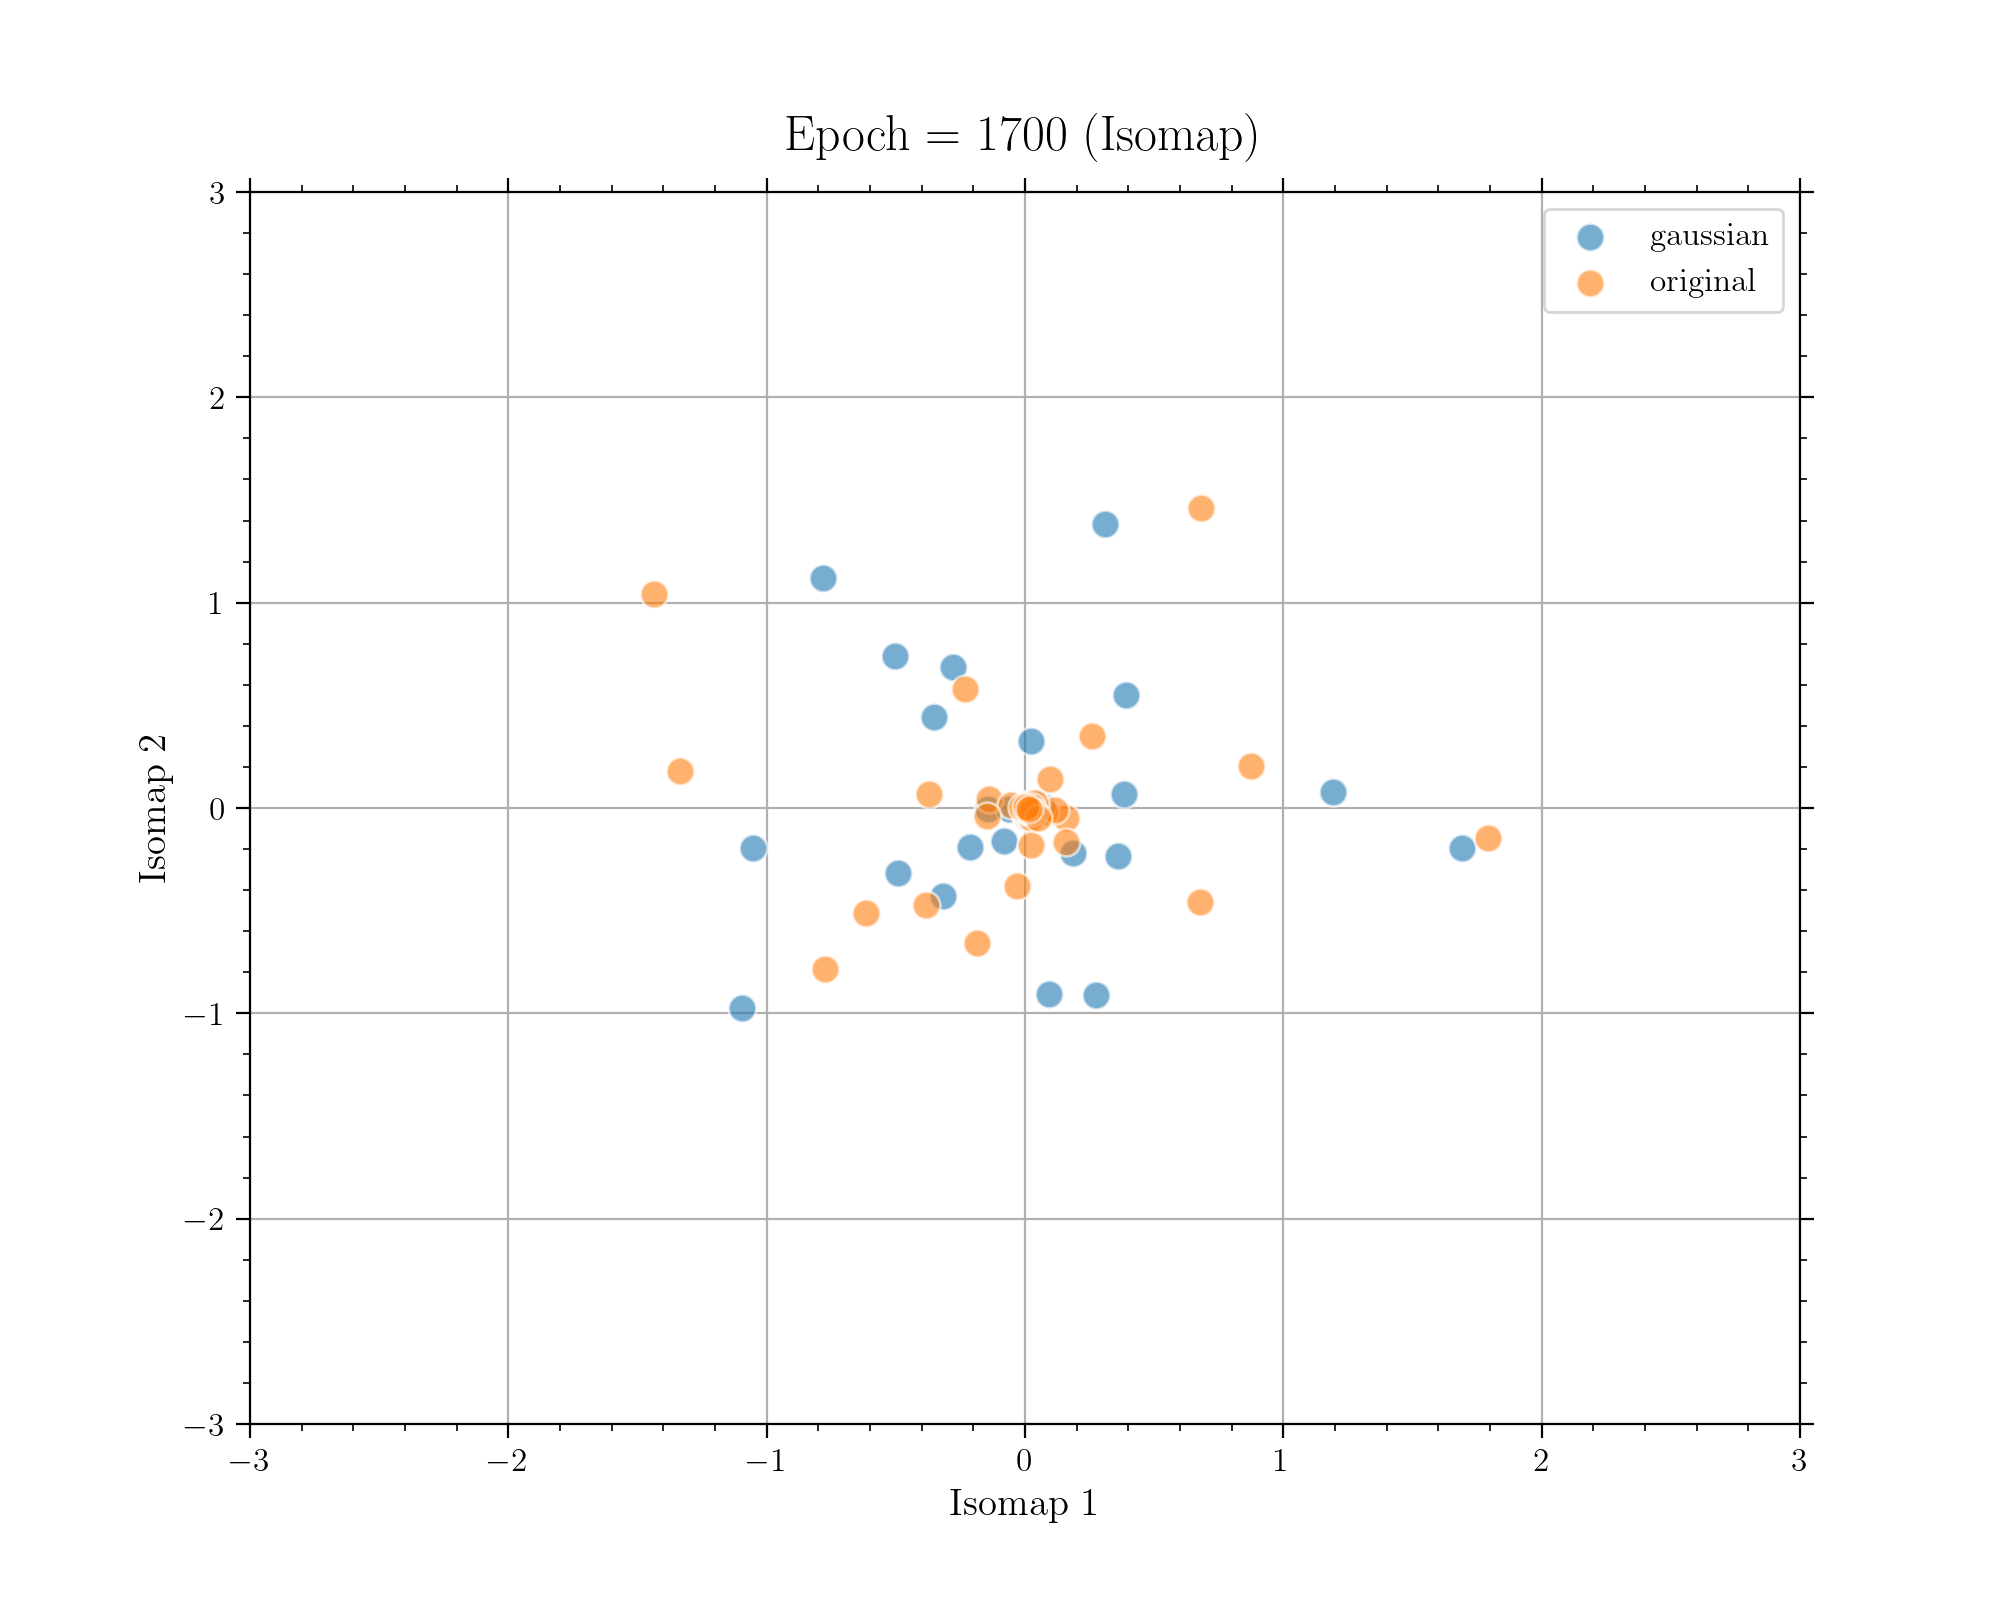 Epoch = 1700 (Isomap)
gaussian
original
3
2
1
0
−1
−2
−3
Isomap 2
−3
−2
−1
0
1
2
3
Isomap 1